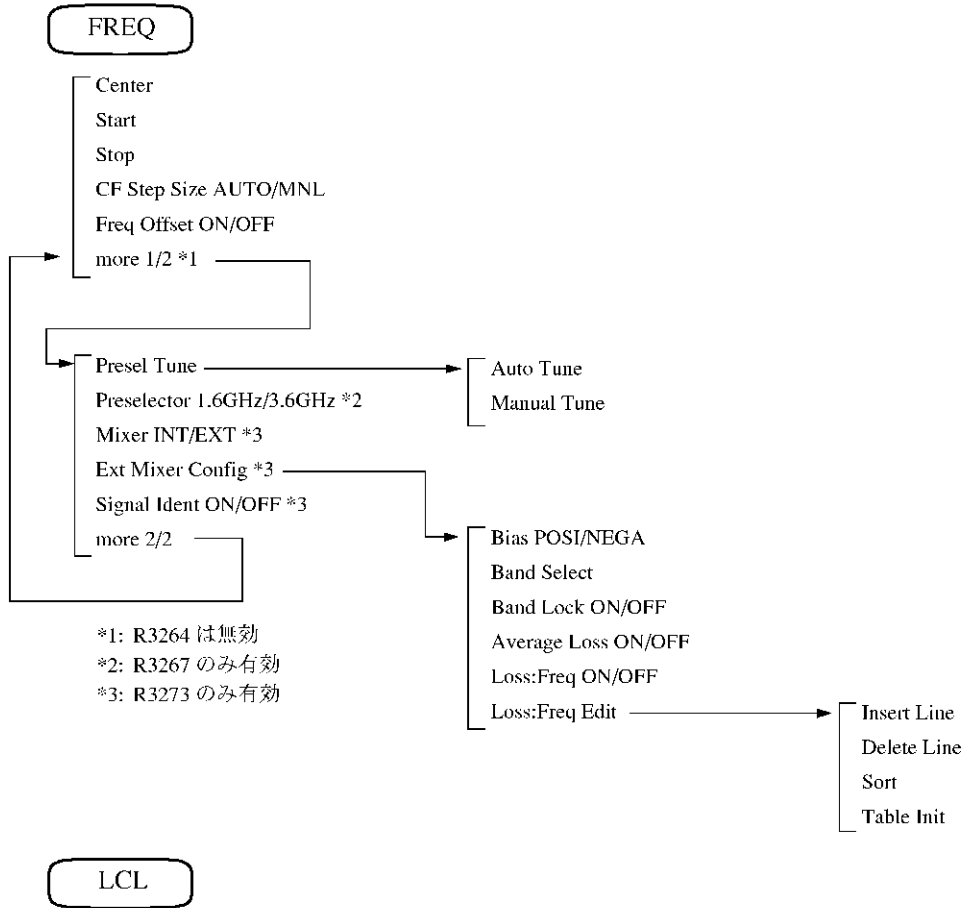 FREQ
Center
Start
Stop
CF Step Size AUTO/MNL
Freq Offset ON/OFF
more 1/2 *1
Presel Tune
Preselector 1.6GHz/3.6GHz *2
Mixer INT/EXT *3
Ext Mixer Config *3
Signal Ident ON/OFF *3
more 2/2
Auto Tune
Manual Tune
Bias POSI/NEGA
Band Select
Band Lock ON/OFF
Average Loss ON/OFF
Loss:Freq ON/OFF
Loss:Freq Edit
Insert Line
Delete Line
Sort
Table Init
*1: R3264 は無効
*2: R3267 のみ有効
*3: R3273 のみ有効
LCL